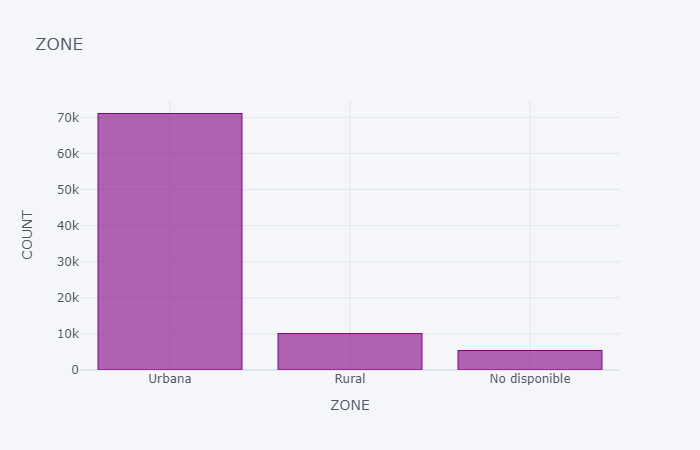 ZONE
70k
60k
50k
40k
30k
20k
10k
0
COUNT
Urbana Rural No disponible
ZONE